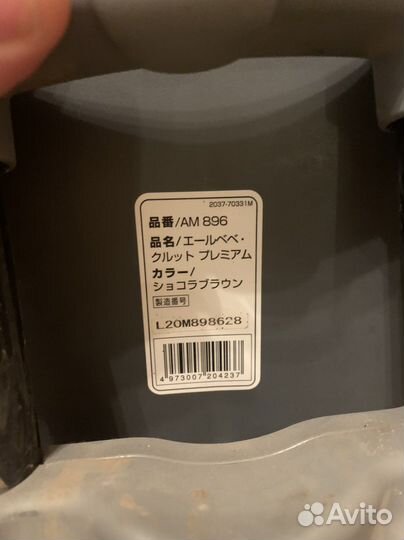 2037-70331M
品番/AM 896
品名/エールベベ・
クルット プレミアム
カラー/
ショコラブラウン
製造番号
L20M898628
4 973007 204237
Avito